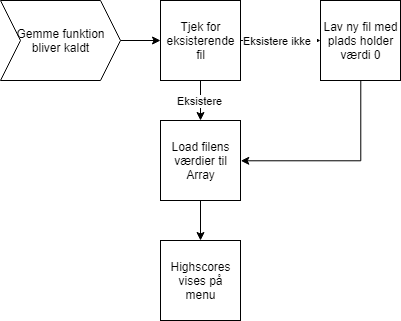 Gemme funktion
bliver kaldt
Tjek for
eksisterende
fil
Eksistere ikke
Lav ny fil med
plads holder
værdi 0
Eksistere
Load filens
værdier til
Array
Highscores
vises på
menu